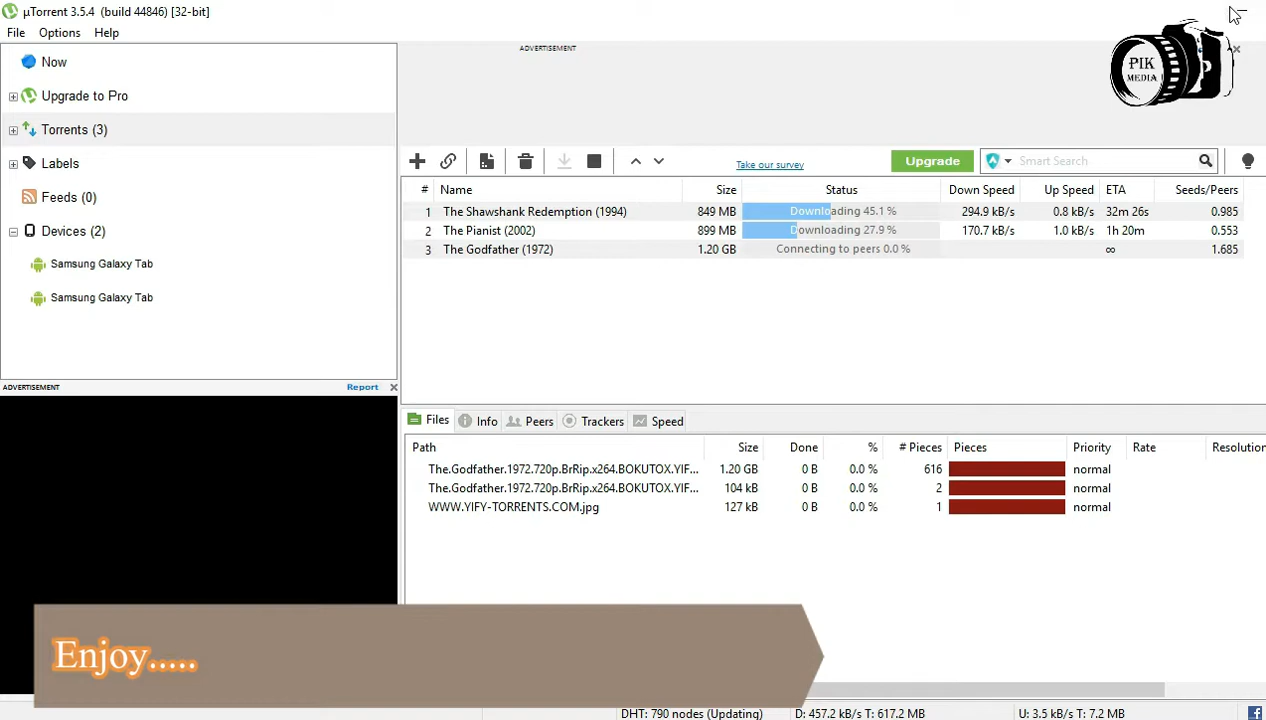 µTorrent 3.5.4 (build 44846) [32-bit]
File Options Help
ADVERTISEMENT
PIK
MEDIA
Now
Upgrade to Pro
Torrents (3)
Labels
Feeds (0)
Devices (2)
Samsung Galaxy Tab
Samsung Galaxy Tab
Take our survey
Upgrade
Smart Search
# Name Size Status Down Speed Up Speed ETA Seeds/Peers
1 The Shawshank Redemption (1994) 849 MB Downloading 45.1 % 294.9 kB/s 0.8 kB/s 32m 26s 0.985
2 The Pianist (2002) 899 MB Downloading 27.9 % 170.7 kB/s 1.0 kB/s 1h 20m 0.553
3 The Godfather (1972) 1.20 GB Connecting to peers 0.0 % ∞ 1.685
ADVERTISEMENT Report
Files Info Peers Trackers Speed
Path Size Done % # Pieces Pieces Priority Rate Resolution
The.Godfather.1972.720p.BrRip.x264.BOKUTOX.YIF... 1.20 GB 0 B 0.0 % 616 normal
The.Godfather.1972.720p.BrRip.x264.BOKUTOX.YIF... 104 kB 0 B 0.0 % 2 normal
WWW.YIFY-TORRENTS.COM.jpg 127 kB 0 B 0.0 % 1 normal
Enjoy.....
DHT: 790 nodes (Updating) D: 457.2 kB/s T: 617.2 MB U: 3.5 kB/s T: 7.2 MB